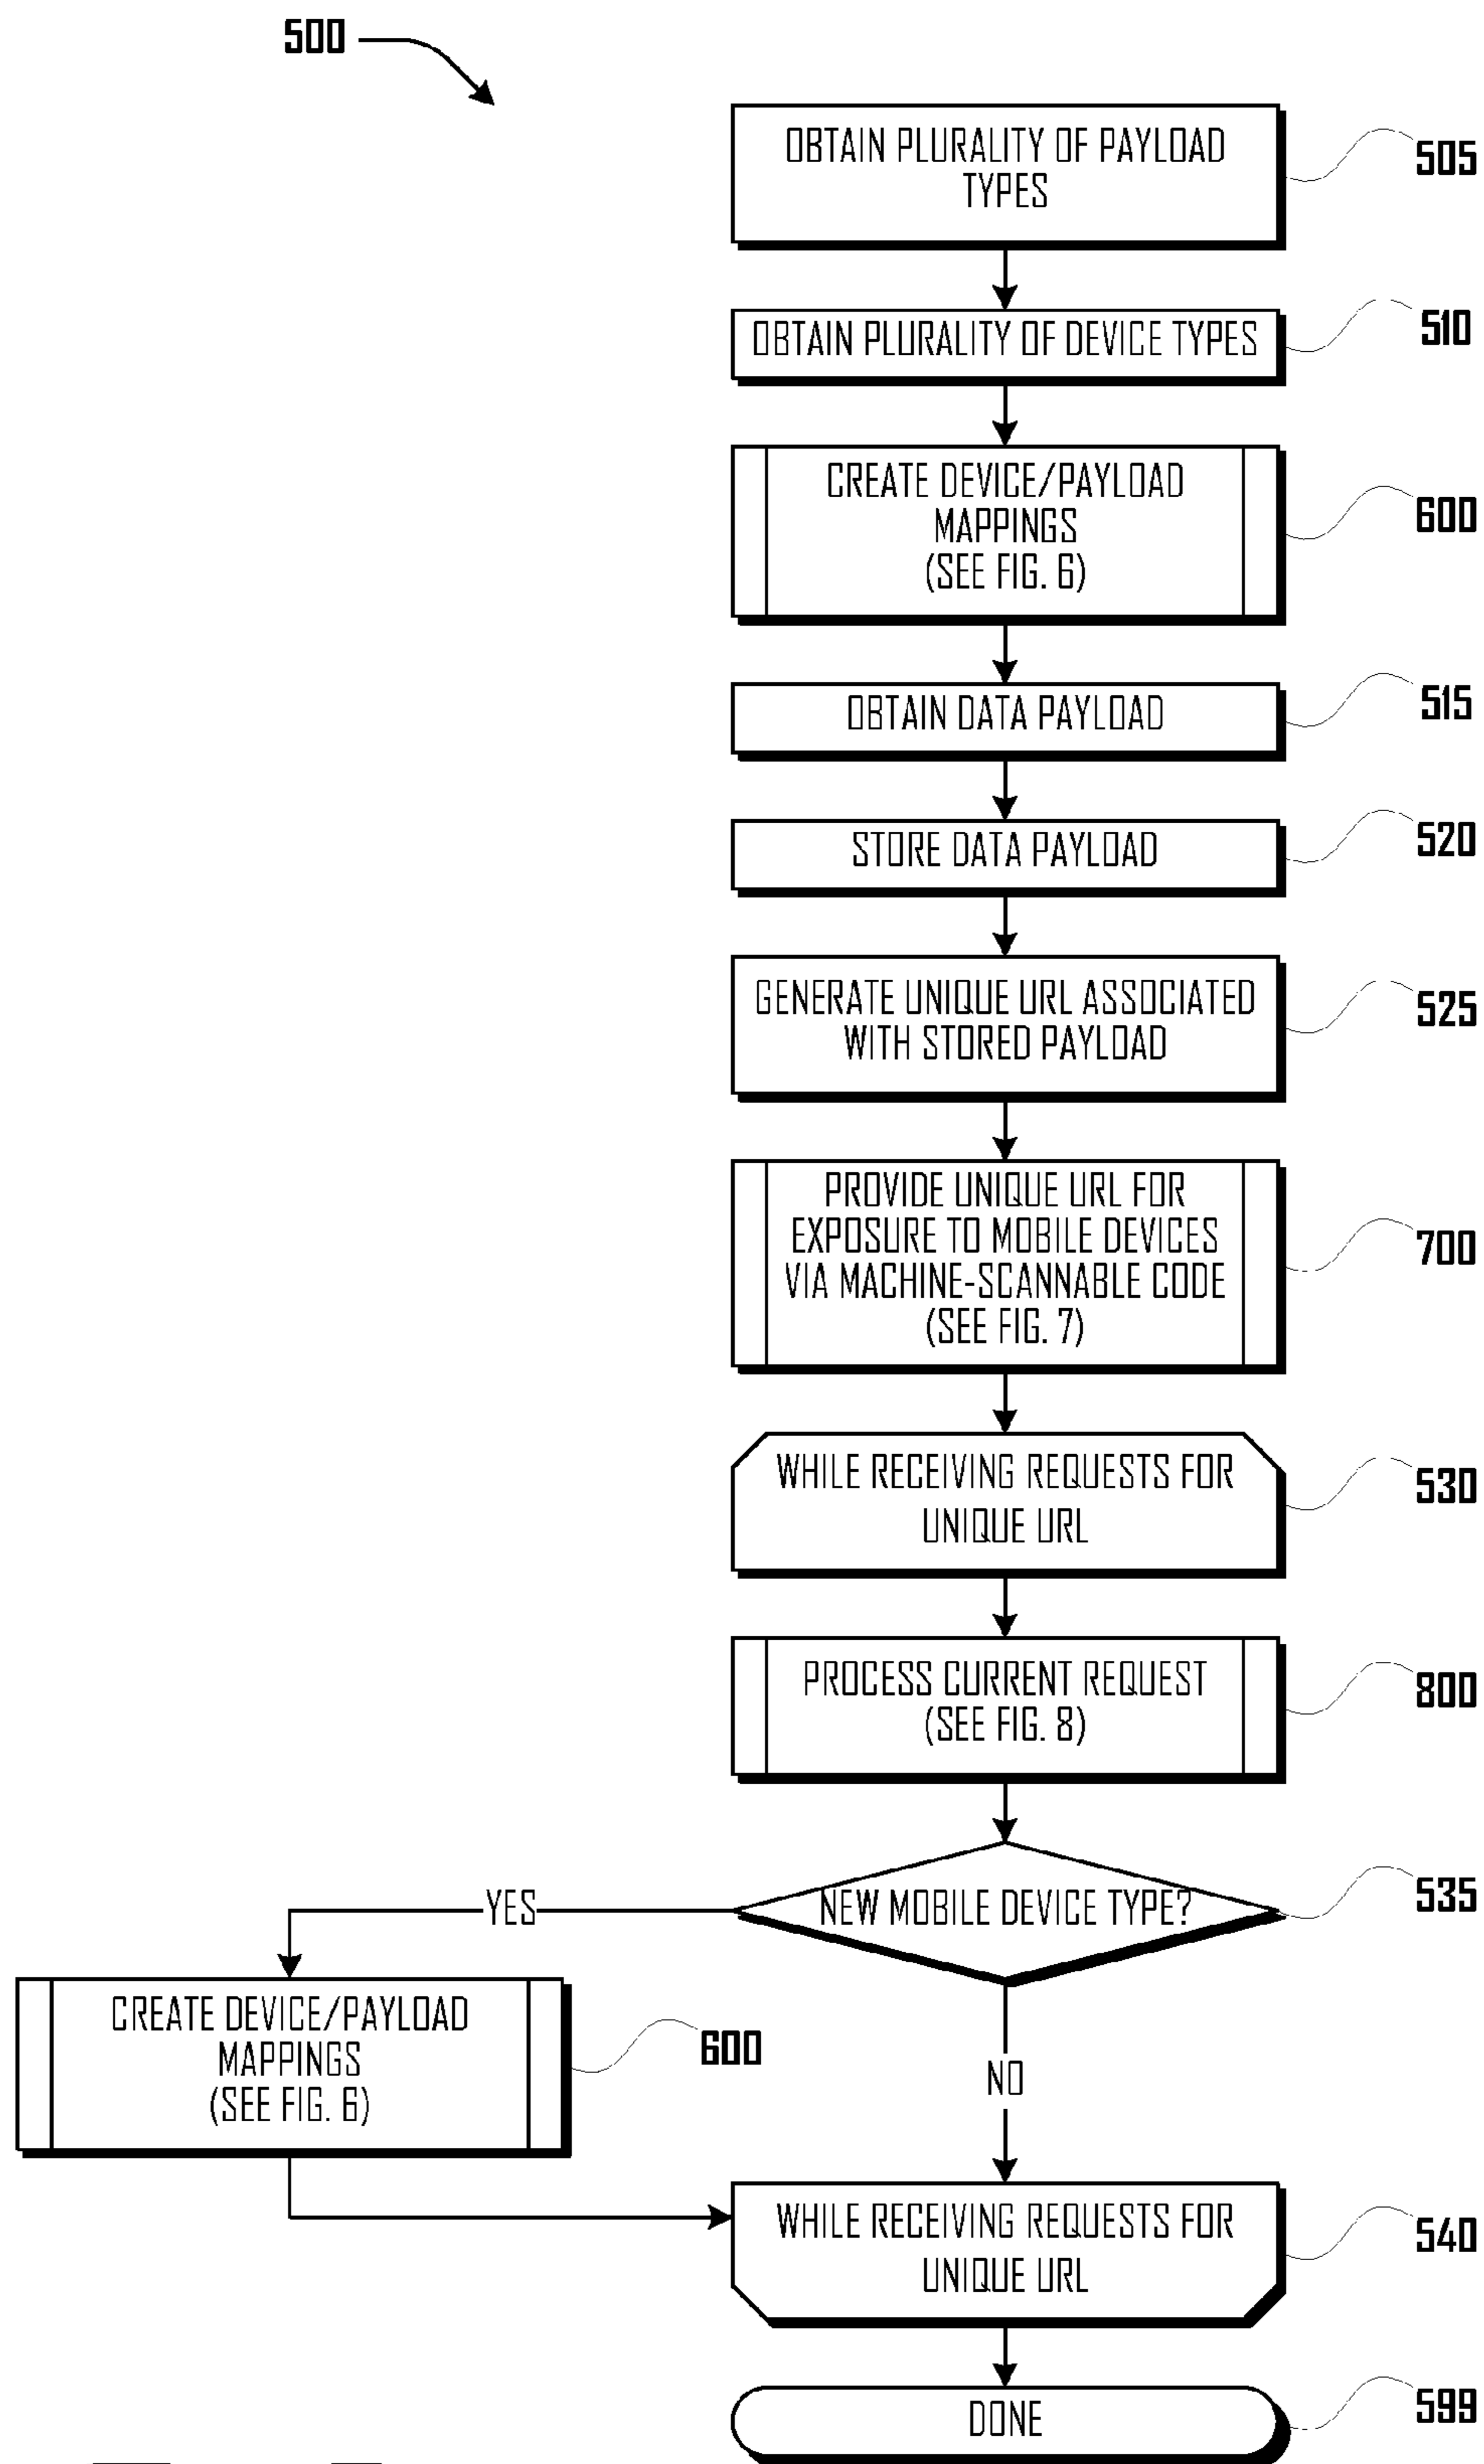 500
OBTAIN PLURALITY OF PAYLOAD
TYPES
505
OBTAIN PLURALITY OF DEVICE TYPES
510
CREATE DEVICE/PAYLOAD
MAPPINGS
(SEE FIG. 6)
600
OBTAIN DATA PAYLOAD
515
STORE DATA PAYLOAD
520
GENERATE UNIQUE URL ASSOCIATED
WITH STORED PAYLOAD
525
PROVIDE UNIQUE URL FOR
EXPOSURE TO MOBILE DEVICES
VIA MACHINE-SCANNABLE CODE
(SEE FIG. 7)
700
WHILE RECEIVING REQUESTS FOR
UNIQUE URL
530
PROCESS CURRENT REQUEST
(SEE FIG. 8)
800
NEW MOBILE DEVICE TYPE?
535
YES
CREATE DEVICE/PAYLOAD
MAPPINGS
(SEE FIG. 6)
600
NO
WHILE RECEIVING REQUESTS FOR
UNIQUE URL
540
DONE
599